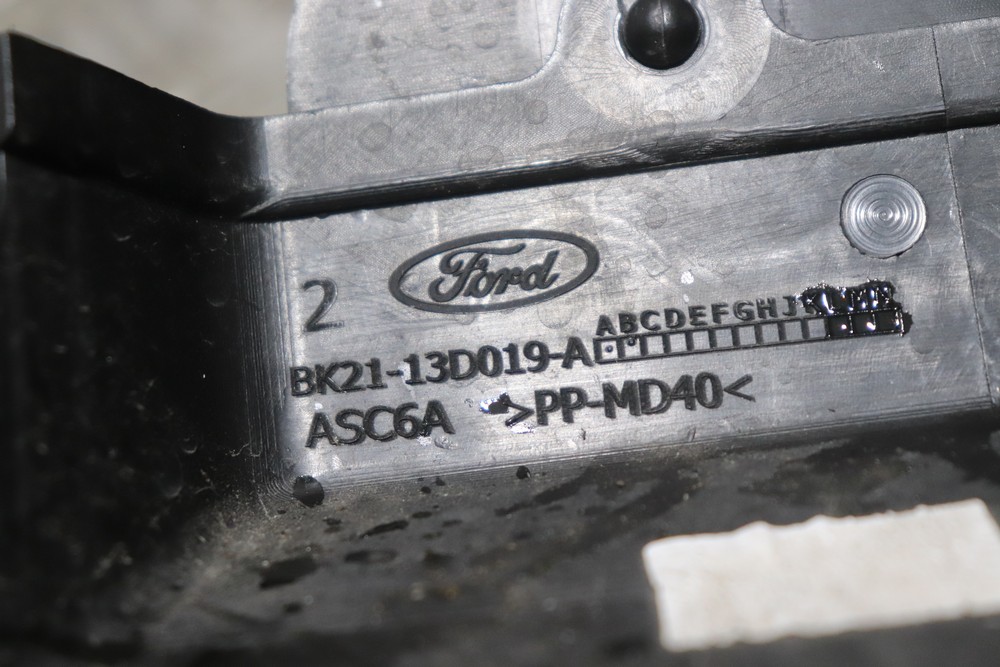 2
Ford
ABCDEFGHJ
BK21-13D019-A
ASC6A >PP-MD40<